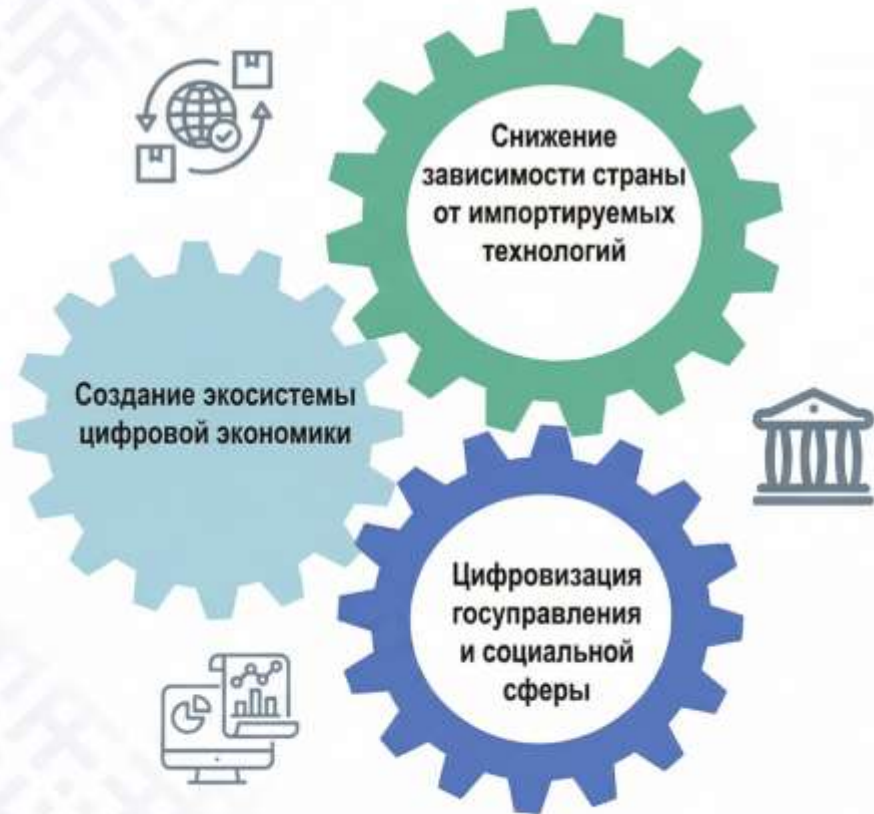 Снижение
зависимости страны
от импортируемых
технологий
Создание экосистемы
цифровой экономики
Цифровизация
госуправления
и социальной
сферы